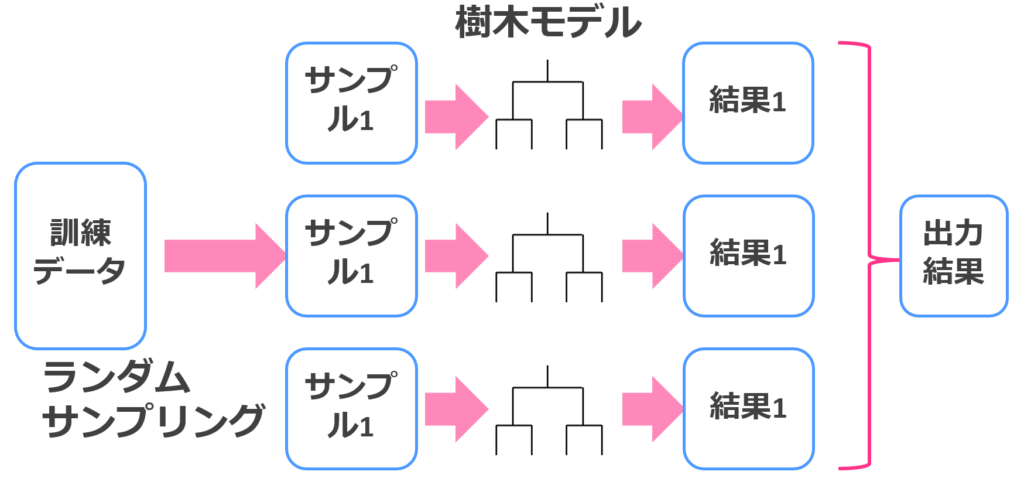 樹木モデル
サンプ
ル1
結果1
訓練
データ
サンプ
ル1
結果1
出力
結果
ランダム
サンプリング
サンプ
ル1
結果1